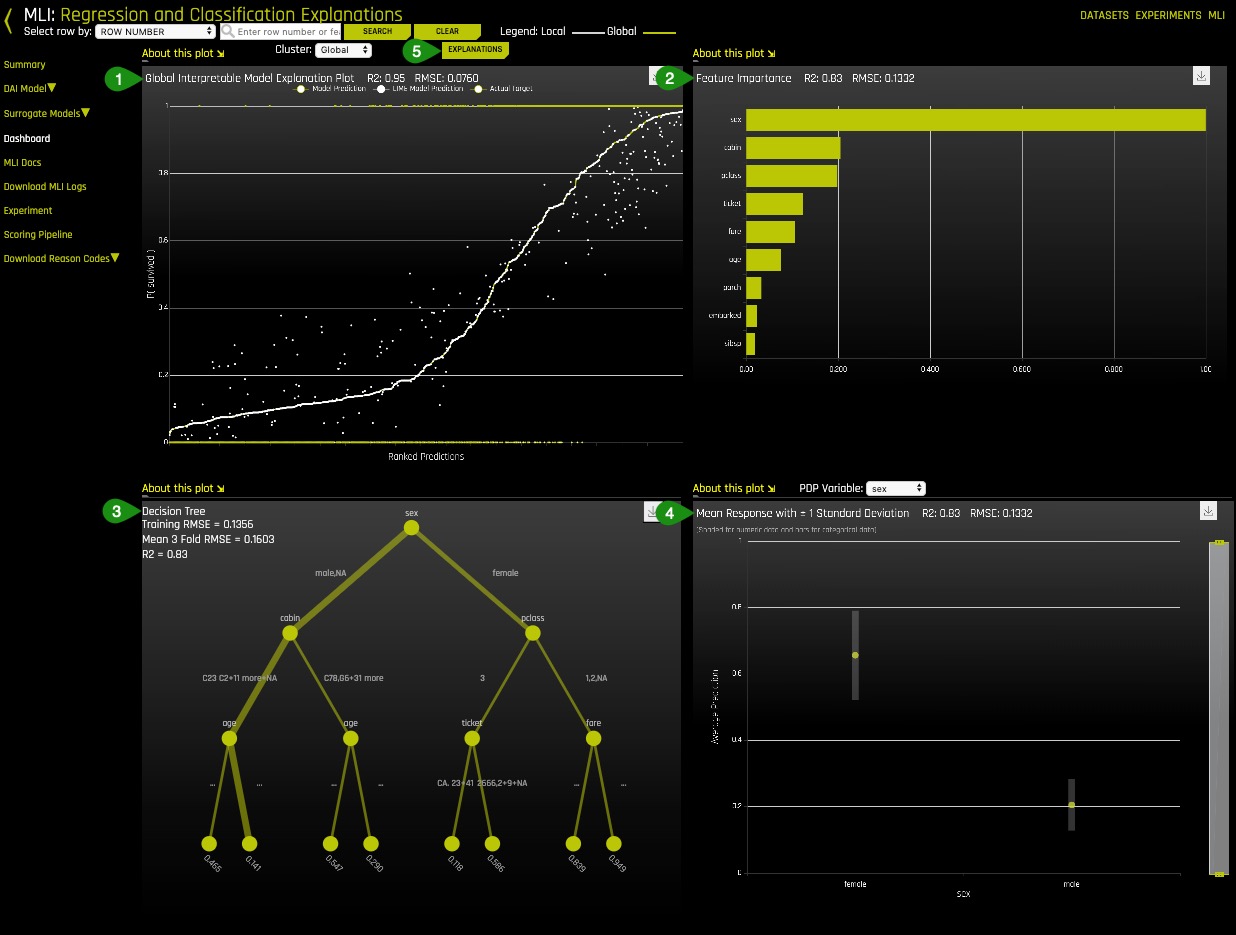 MLI: Regression and Classification Explanations
DATASETS EXPERIMENTS MLI
Select row by: ROW NUMBER Enter row number or fea SEARCH CLEAR Legend: Local Global
Summary
DAI Model
Surrogate Models
Dashboard
MLI Docs
Download MLI Logs
Experiment
Scoring Pipeline
Download Reason Codes
About this plot Cluster: Global 5 EXPLANATIONS
1 Global Interpretable Model Explanation Plot R2: 0.95 RMSE: 0.0760
Model Prediction LIME Model Prediction Actual Target
1
0.8
0.6
0.4
0.2
0
P( survived )
Ranked Predictions
About this plot
2 Feature Importance R2: 0.83 RMSE: 0.1332
sex
cabin
pclass
ticket
fare
age
parch
embarked
sibsp
0.00 0.200 0.400 0.600 0.800 1.00
About this plot
3 Decision Tree
Training RMSE = 0.1356
Mean 3 Fold RMSE = 0.1603
R2 = 0.83
sex
male,NA female
cabin pclass
C23 C2+11 more+NA C78,G6+31 more 3 1,2,NA
age age ticket fare
... ... ... ... CA. 23+41 2666,2+9+NA ... ...
0.465 0.141 0.547 0.290 0.118 0.586 0.839 0.949
About this plot PDP Variable: sex
4 Mean Response with ± 1 Standard Deviation R2: 0.83 RMSE: 0.1332
(Shaded for numeric data and bars for categorical data)
1
0.8
0.6
0.4
0.2
0
Average Prediction
female male
sex